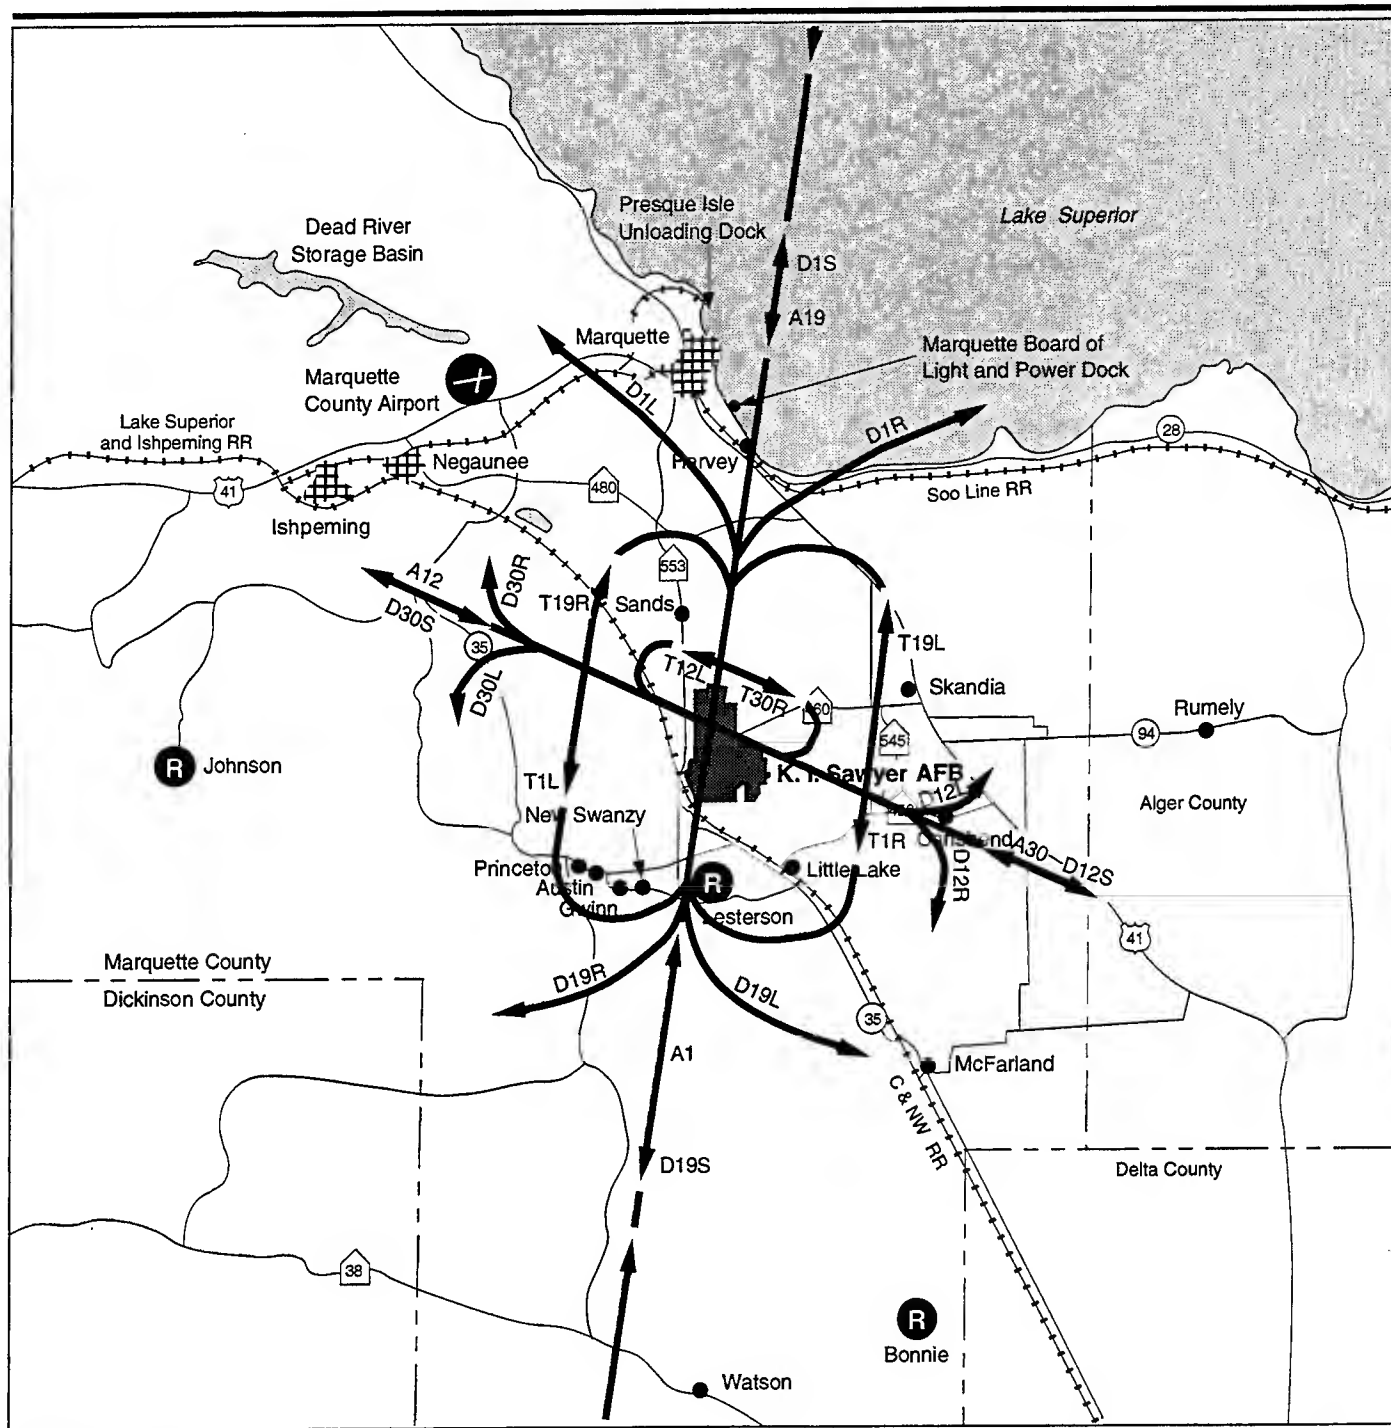 Presque Isle
Unloading Dock
Lake Superior
Dead River
Storage Basin
D1S
A19
Marquette
Marquette Board of
Light and Power Dock
Marquette
County Airport
D1L
D1R
28
Lake Superior
and Ishpeming RR
Harvey
Negaunee
41
480
Soo Line RR
Ishpeming
553
A12
D30R
D30S
T19R
Sands
35
T19L
T12L
D30L
T30R
Skandia
460
Rumely
94
545
R
Johnson
K. I. Sawyer AFB
T1L
D12L
Alger County
New Swanzy
T1R
A30–D12S
Princeton
R
Little Lake
D12R
Austin
Gwinn
Lesterson
41
Marquette County
Dickinson County
D19R
D19L
35
A1
McFarland
C & NW RR
D19S
Delta County
38
R
Bonnie
Watson